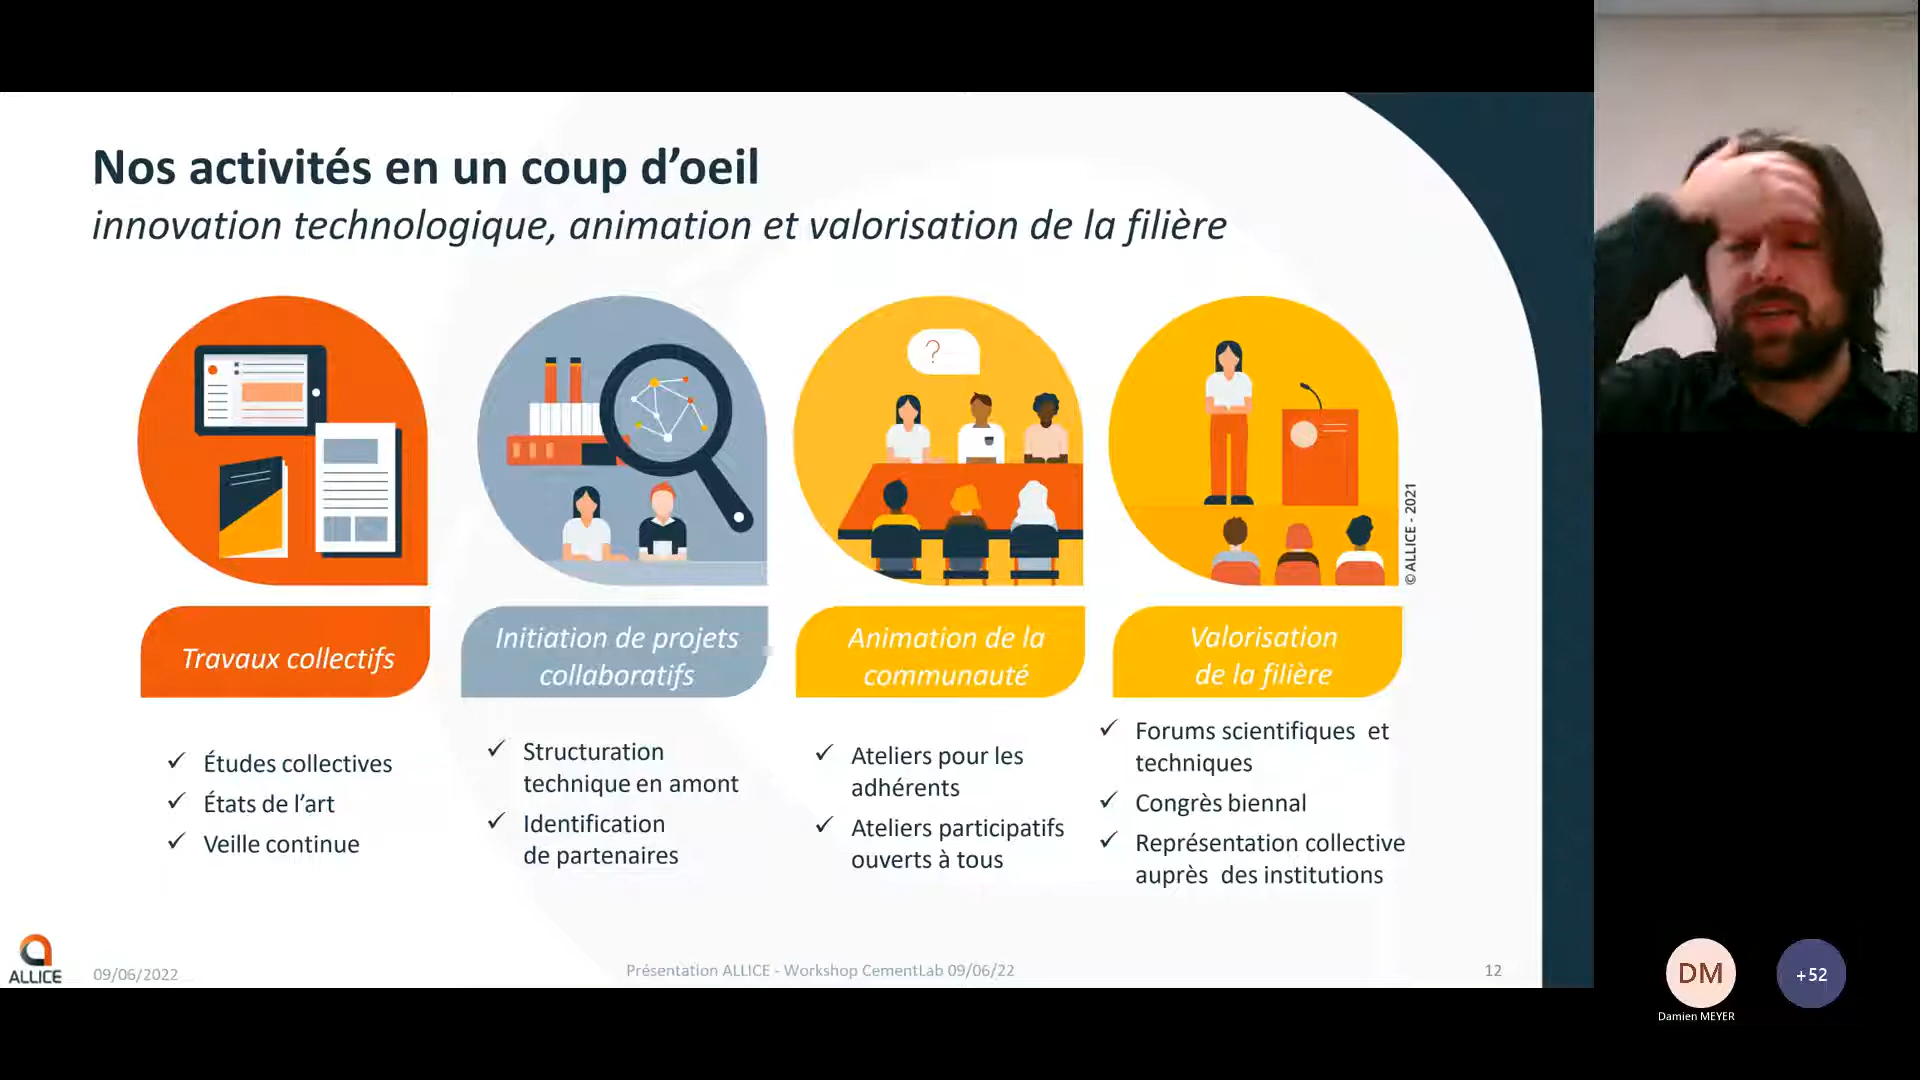 Nos activités en un coup d’oeil
innovation technologique, animation et valorisation de la filière
?
© ALLICE - 2021
Travaux collectifs
Études collectives
États de l’art
Veille continue
Initiation de projets
collaboratifs
Structuration
technique en amont
Identification
de partenaires
Animation de la
communauté
Ateliers pour les
adhérents
Ateliers participatifs
ouverts à tous
Valorisation
de la filière
Forums scientifiques et
techniques
Congrès biennal
Représentation collective
auprès des institutions
ALLICE
09/06/2022
Présentation ALLICE - Workshop CementLab 09/06/22
12
DM
+52
Damien MEYER